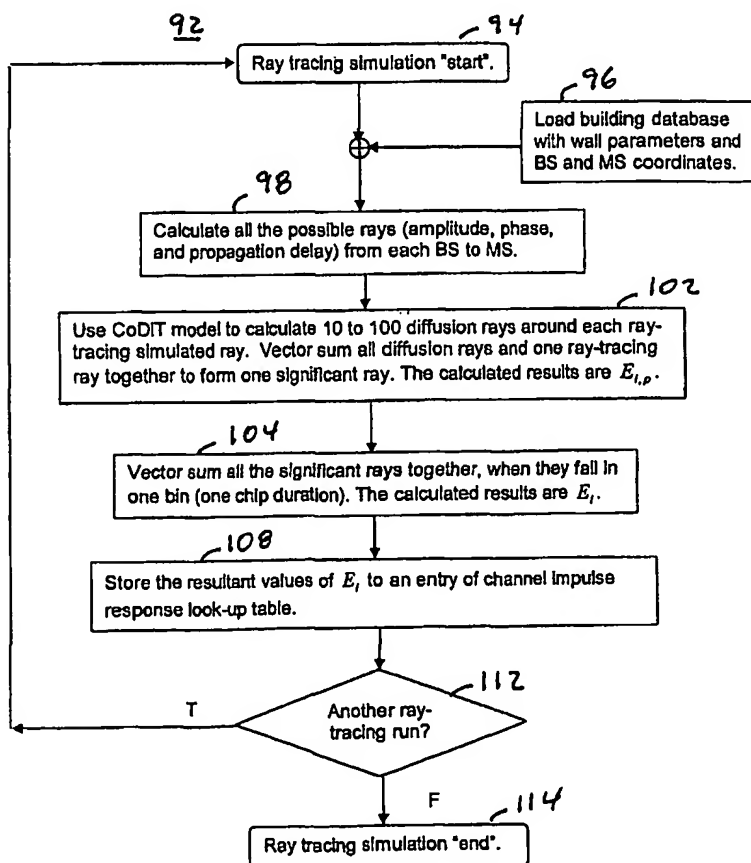 92
94
Ray tracing simulation "start".
96
Load building database
with wall parameters and
BS and MS coordinates.
98
Calculate all the possible rays (amplitude, phase,
and propagation delay) from each BS to MS.
102
Use CoDIT model to calculate 10 to 100 diffusion rays around each ray-
tracing simulated ray. Vector sum all diffusion rays and one ray-tracing
ray together to form one significant ray. The calculated results are E_{i,p}.
104
Vector sum all the significant rays together, when they fall in
one bin (one chip duration). The calculated results are E_i.
108
Store the resultant values of E_i to an entry of channel impulse
response look-up table.
112
Another ray-
tracing run?
T
F
114
Ray tracing simulation "end".